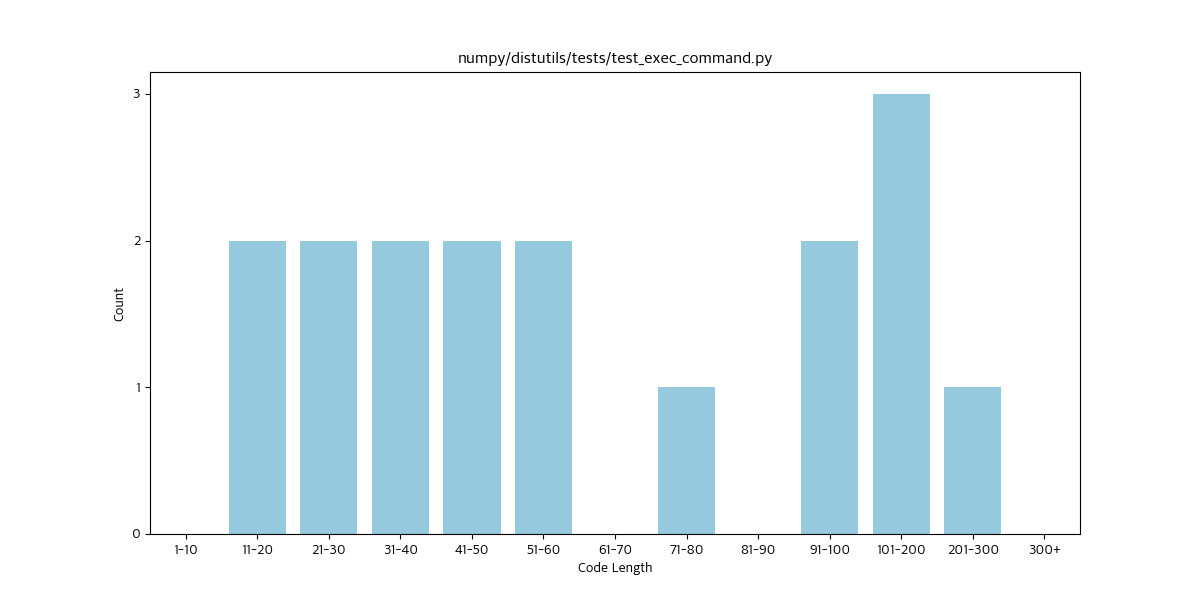 numpy/distutils/tests/test_exec_command.py
Count
3
2
1
0
1-10 11-20 21-30 31-40 41-50 51-60 61-70 71-80 81-90 91-100 101-200 201-300 300+
Code Length